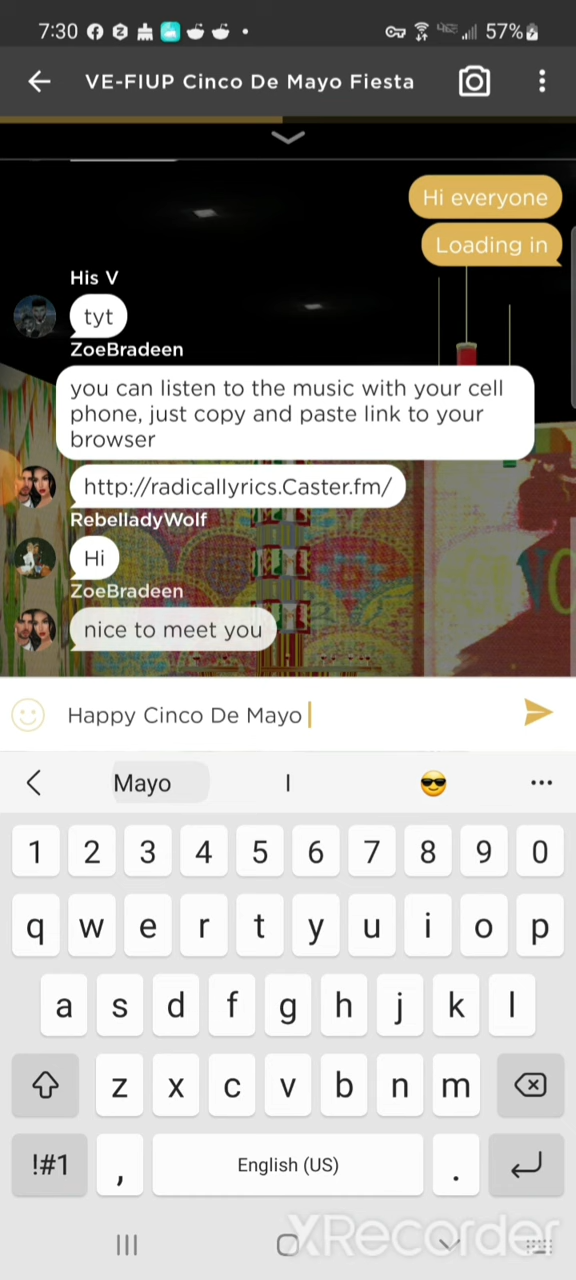 7:30
57%
VE-FIUP Cinco De Mayo Fiesta
Hi everyone
Loading in
His V
tyt
ZoeBradeen
you can listen to the music with your cell
phone, just copy and paste link to your
browser
http://radicallyrics.Caster.fm/
RebelladyWolf
Hi
ZoeBradeen
nice to meet you
Happy Cinco De Mayo
Mayo I 😎 ...
1 2 3 4 5 6 7 8 9 0
q w e r t y u i o p
a s d f g h j k l
z x c v b n m
!#1 , English (US) .
XRecorder